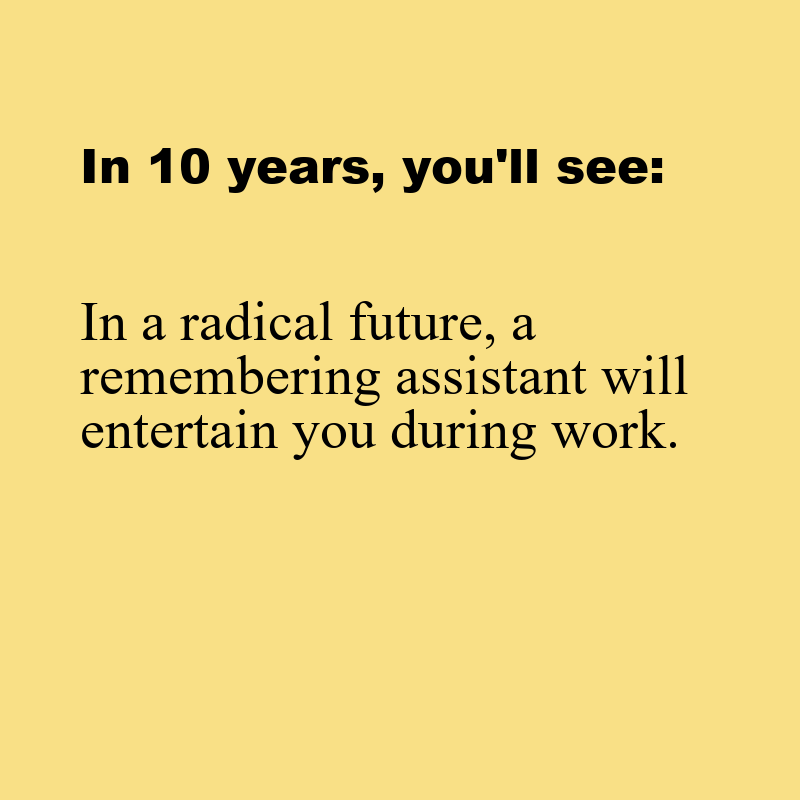 In 10 years, you'll see:
In a radical future, a
remembering assistant will
entertain you during work.